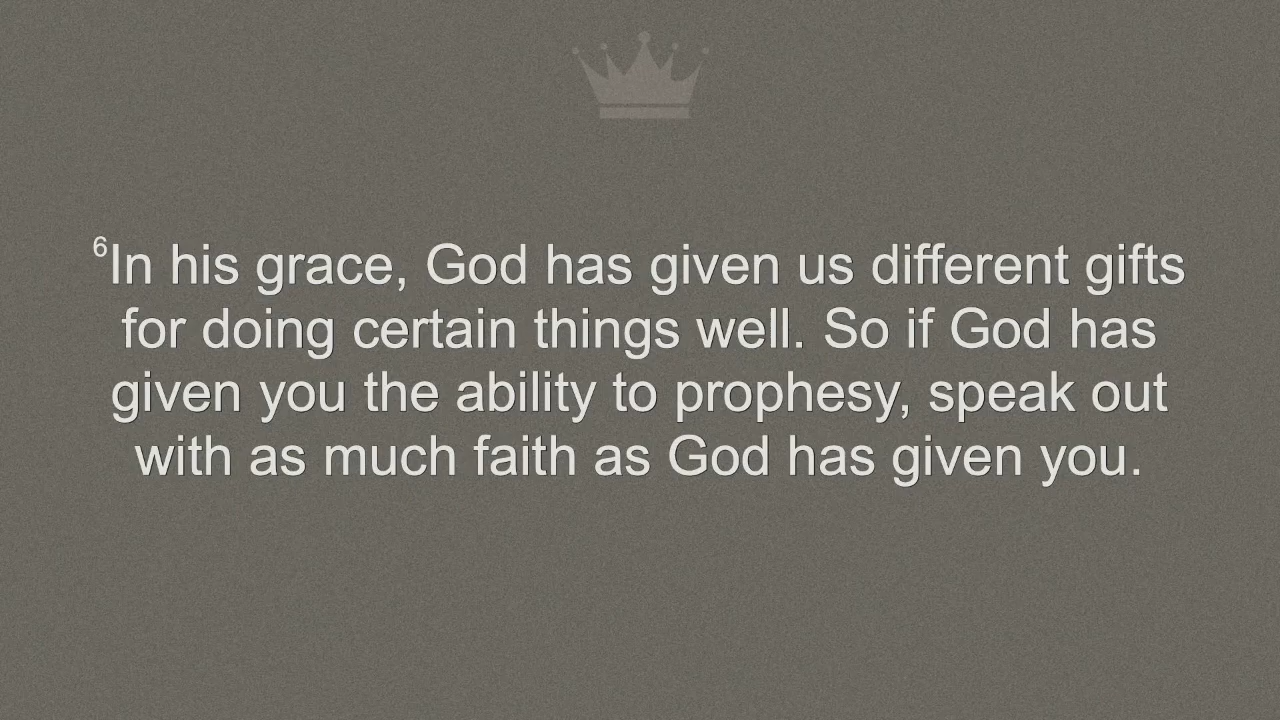 ⁶In his grace, God has given us different gifts
for doing certain things well. So if God has
given you the ability to prophesy, speak out
with as much faith as God has given you.